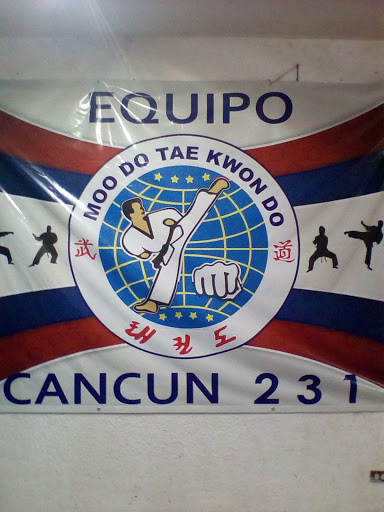 EQUIPO
MOO DO TAE KWON DO
武 道
태권도
CANCUN 231